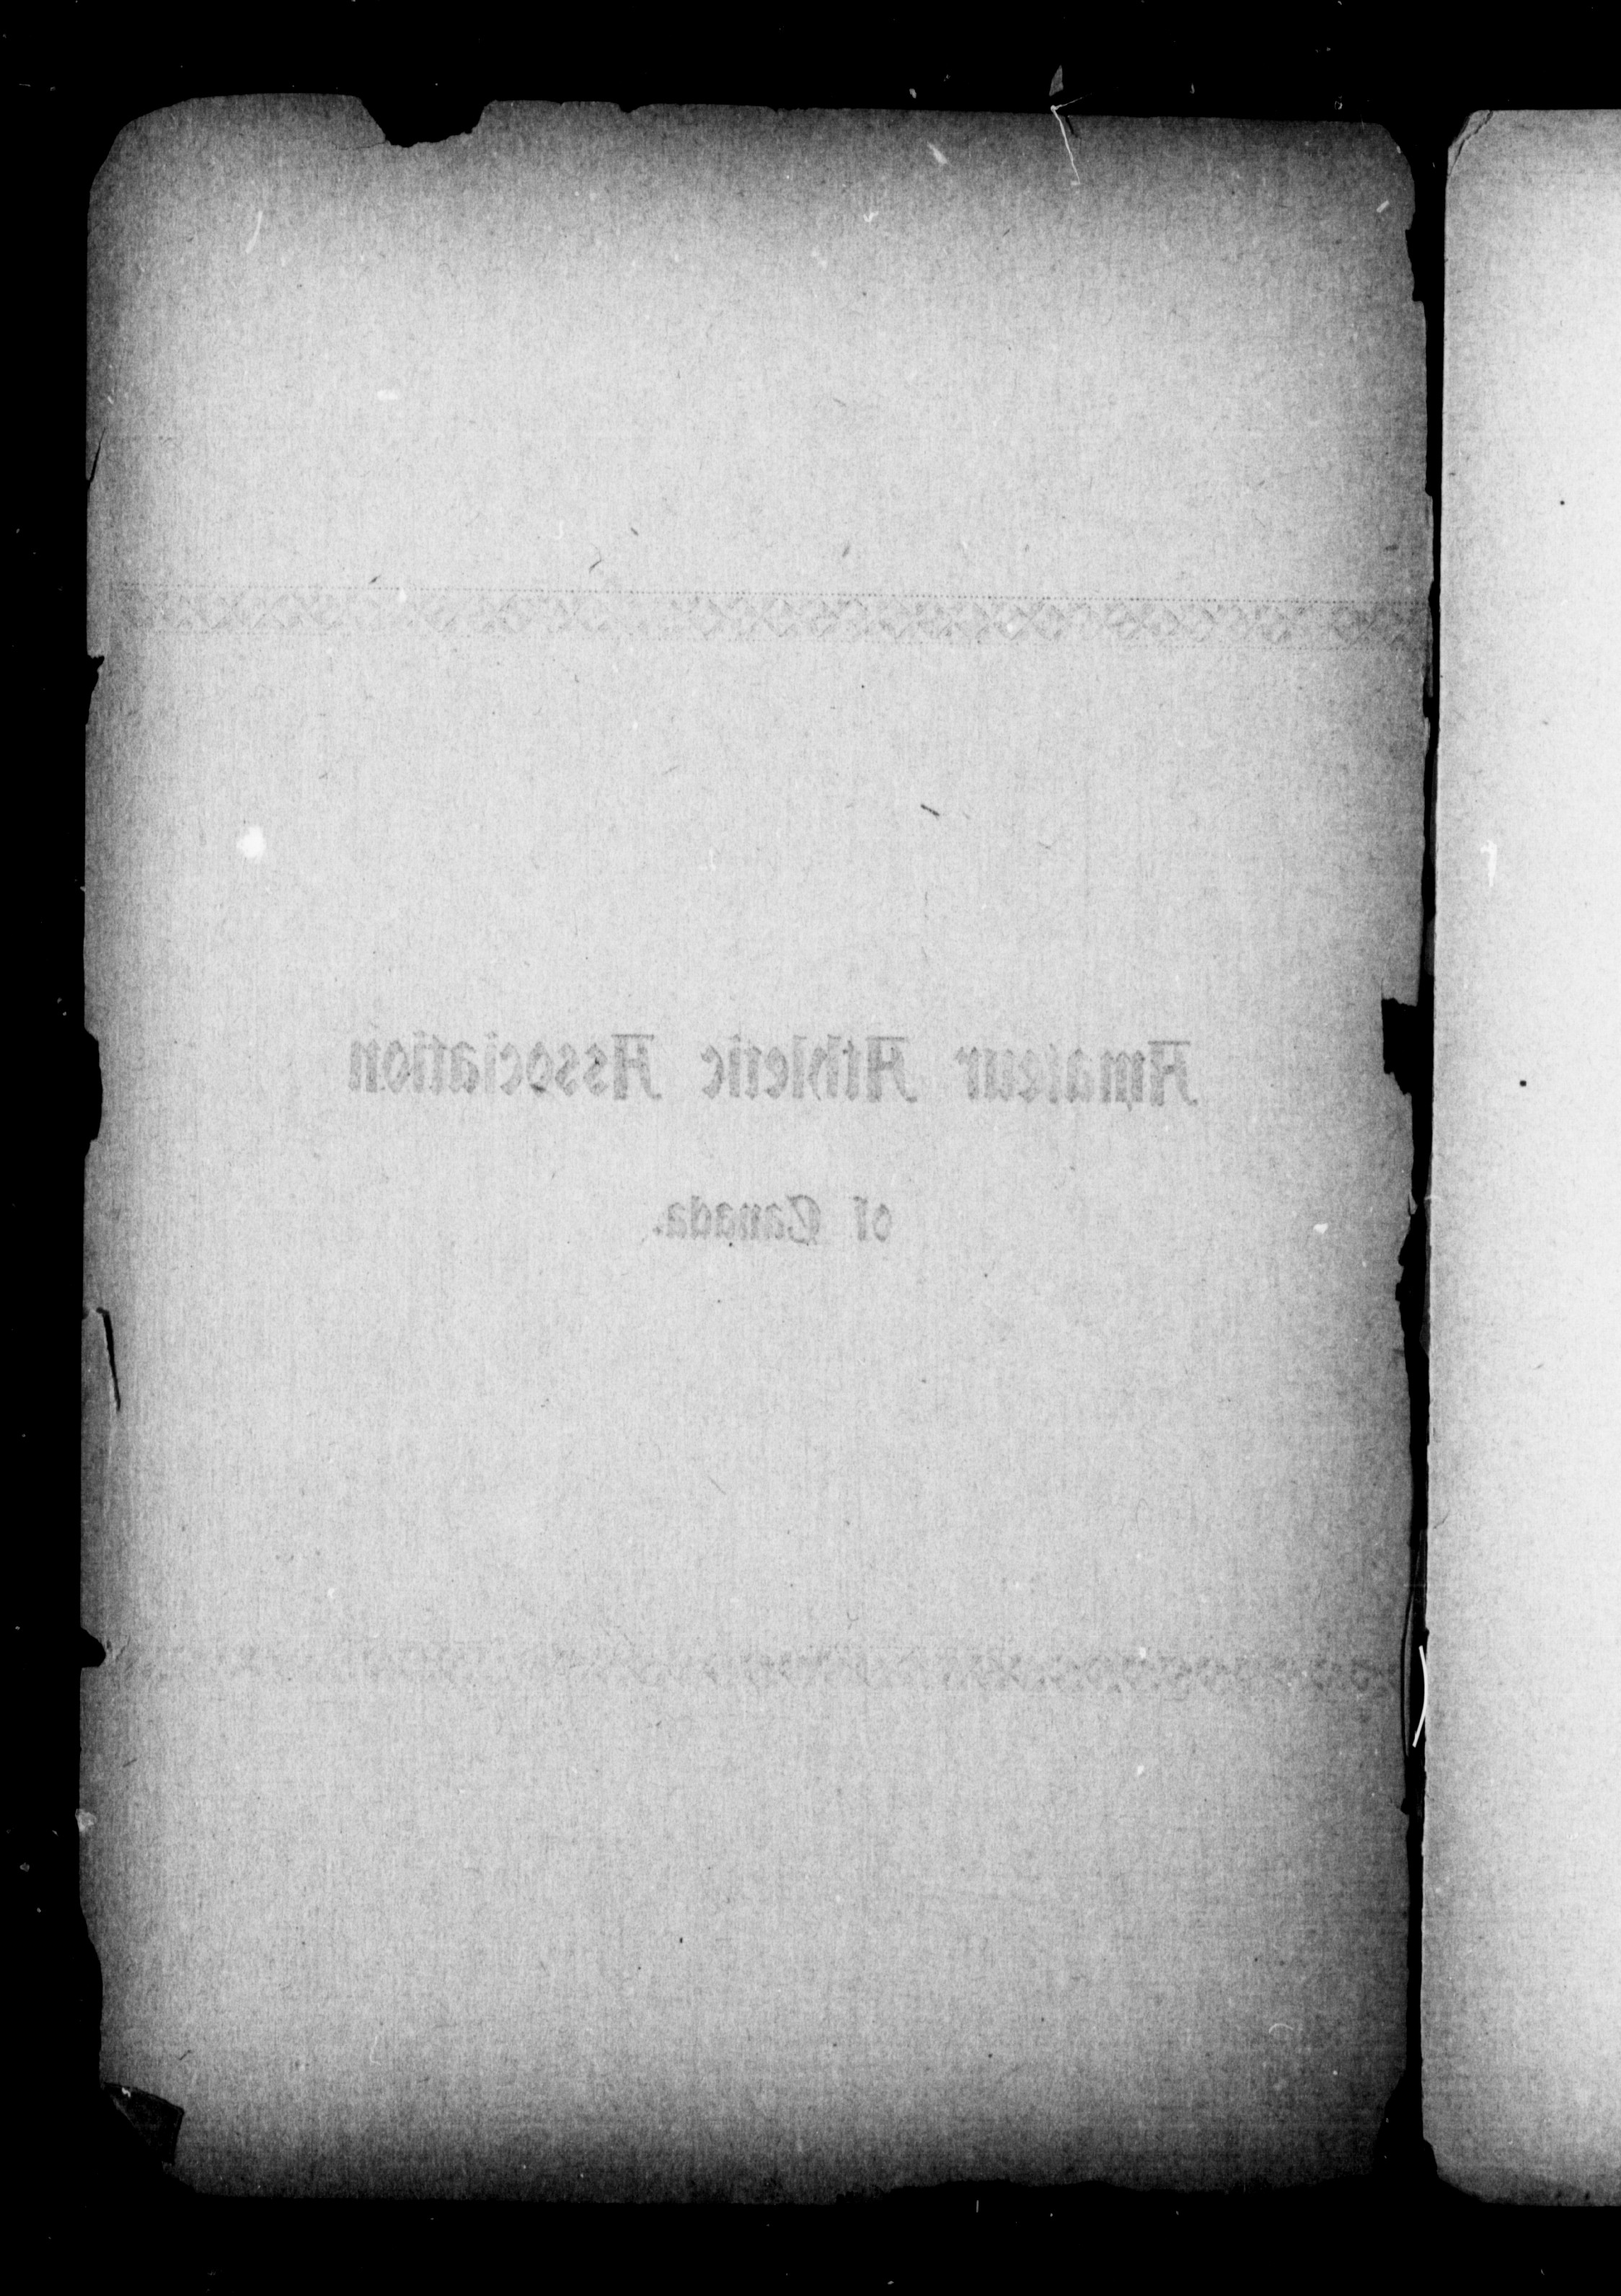 Amateur Athletic Association
of Canada.